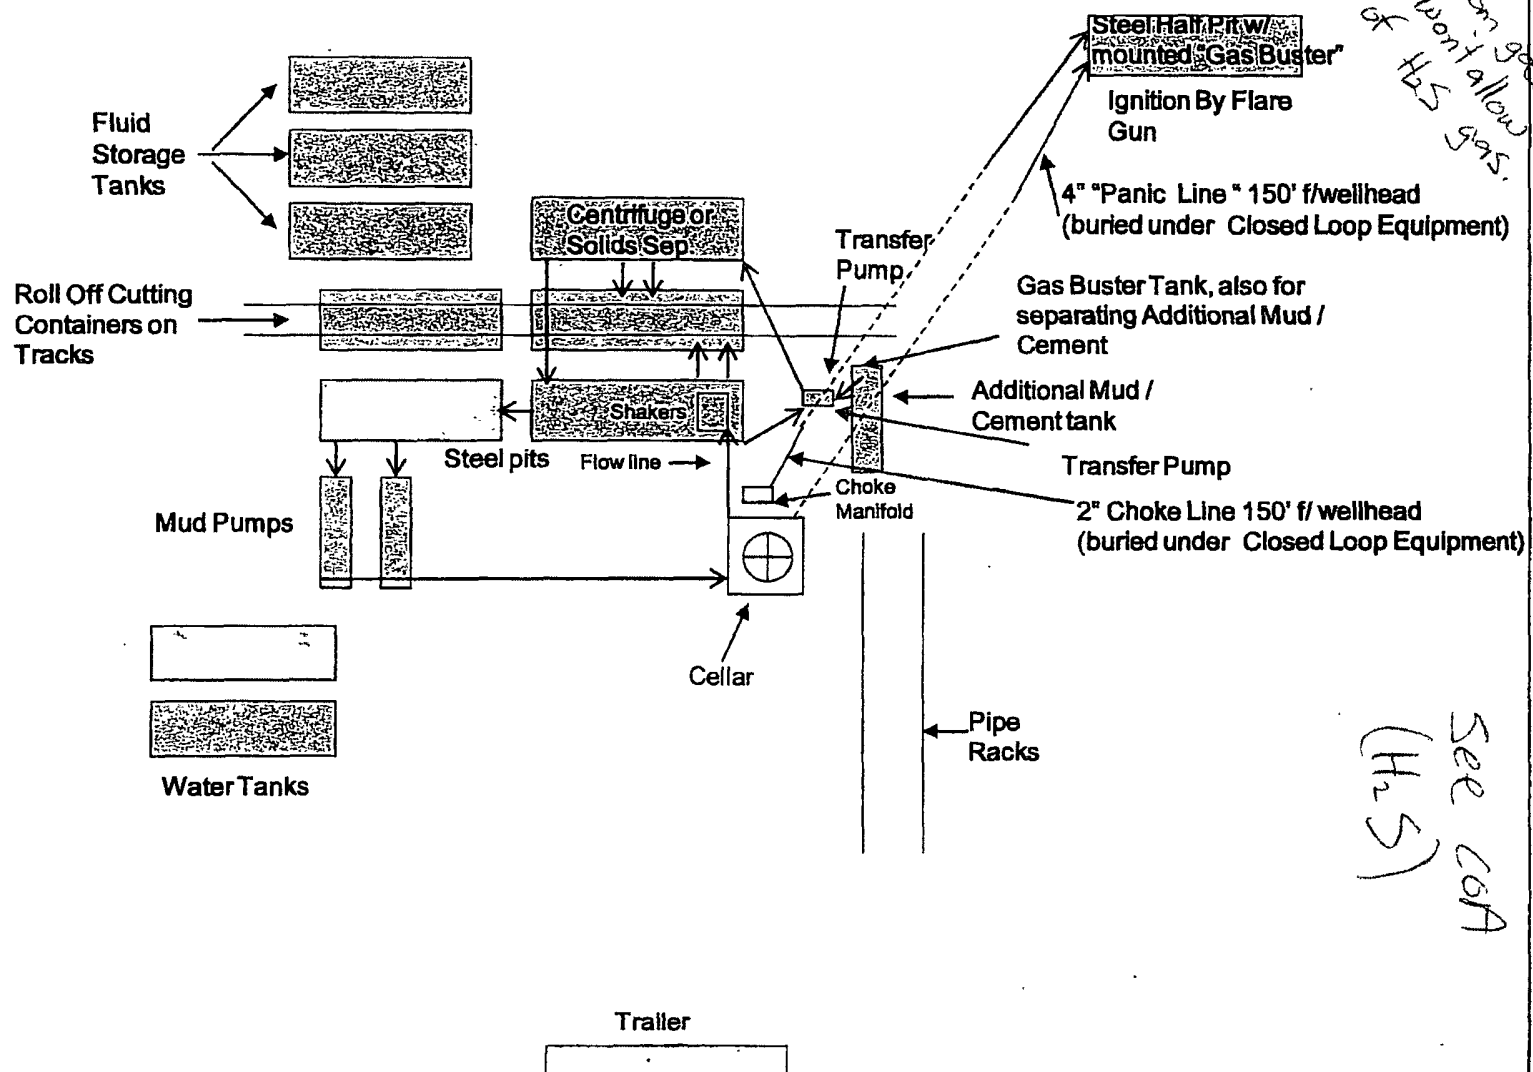 Steel Half Pit w/
mounted "Gas Buster"
Ignition By Flare
Gun
won't allow
of H2S gas.
Fluid
Storage
Tanks
4" "Panic Line " 150' f/wellhead
(buried under Closed Loop Equipment)
Centrifuge or
Solids Sep
Transfer
Pump
Gas Buster Tank, also for
separating Additional Mud /
Cement
Roll Off Cutting
Containers on
Tracks
Additional Mud /
Cement tank
Shakers
Steel pits
Flow line
Transfer Pump
Choke
Manifold
2" Choke Line 150' f/ wellhead
(buried under Closed Loop Equipment)
Mud Pumps
Cellar
Pipe
Racks
Water Tanks
See COA
(H2S)
Trailer